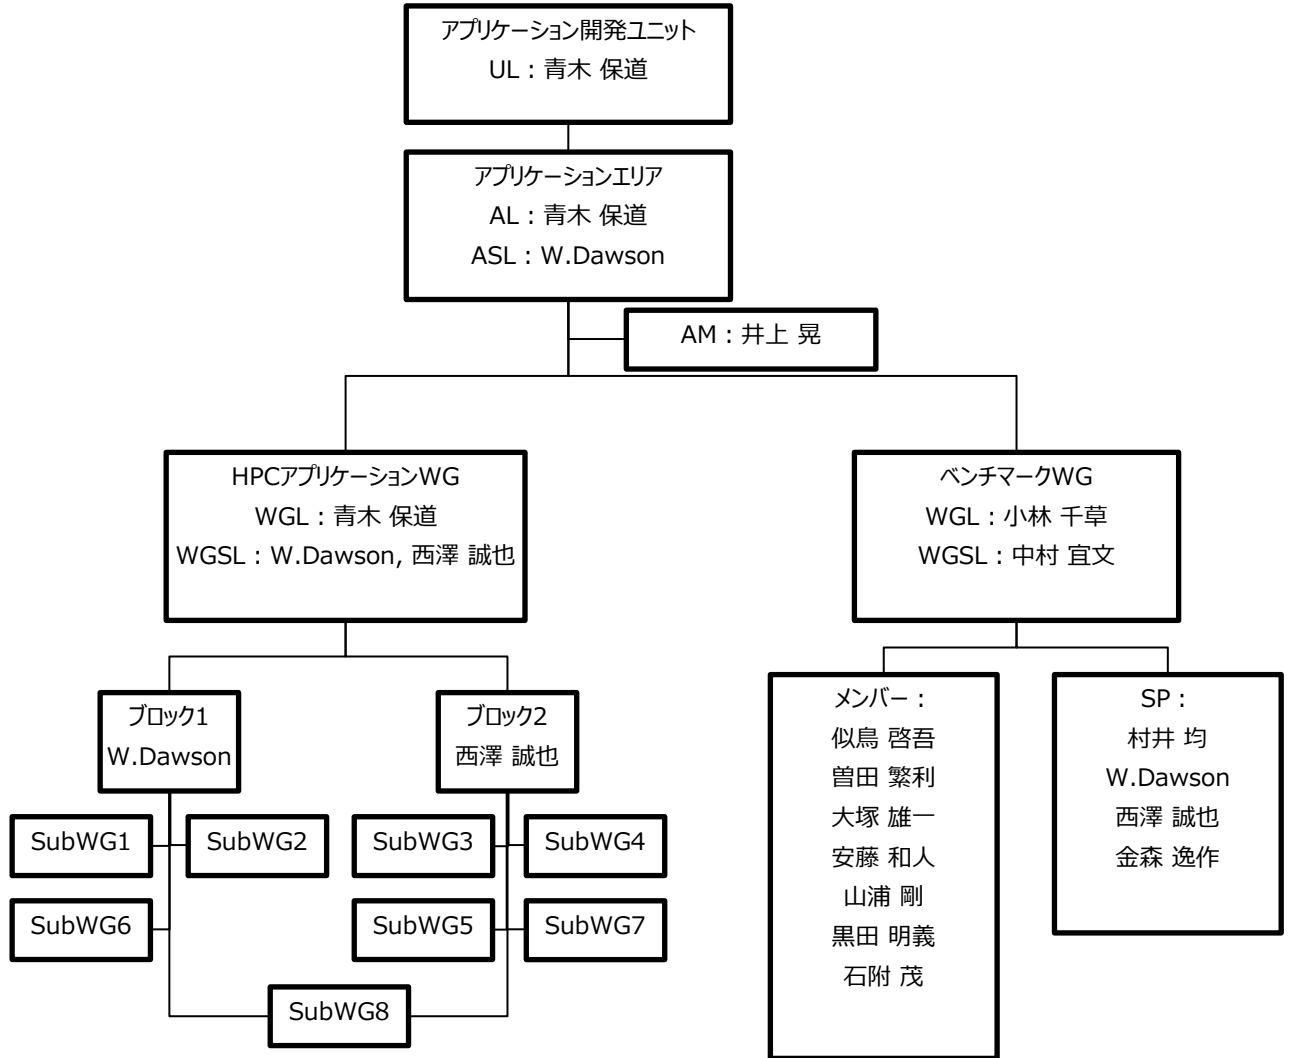 アプリケーション開発ユニット
UL：青木 保道
アプリケーションエリア
AL：青木 保道
ASL：W.Dawson
AM：井上 晃
HPCアプリケーションWG
WGL：青木 保道
WGSL：W.Dawson, 西澤 誠也
ベンチマークWG
WGL：小林 千草
WGSL：中村 宜文
ブロック1
W.Dawson
ブロック2
西澤 誠也
SubWG1
SubWG2
SubWG3
SubWG4
SubWG6
SubWG5
SubWG7
SubWG8
メンバー：
似鳥 啓吾
曽田 繁利
大塚 雄一
安藤 和人
山浦 剛
黒田 明義
石附 茂
SP：
村井 均
W.Dawson
西澤 誠也
金森 逸作